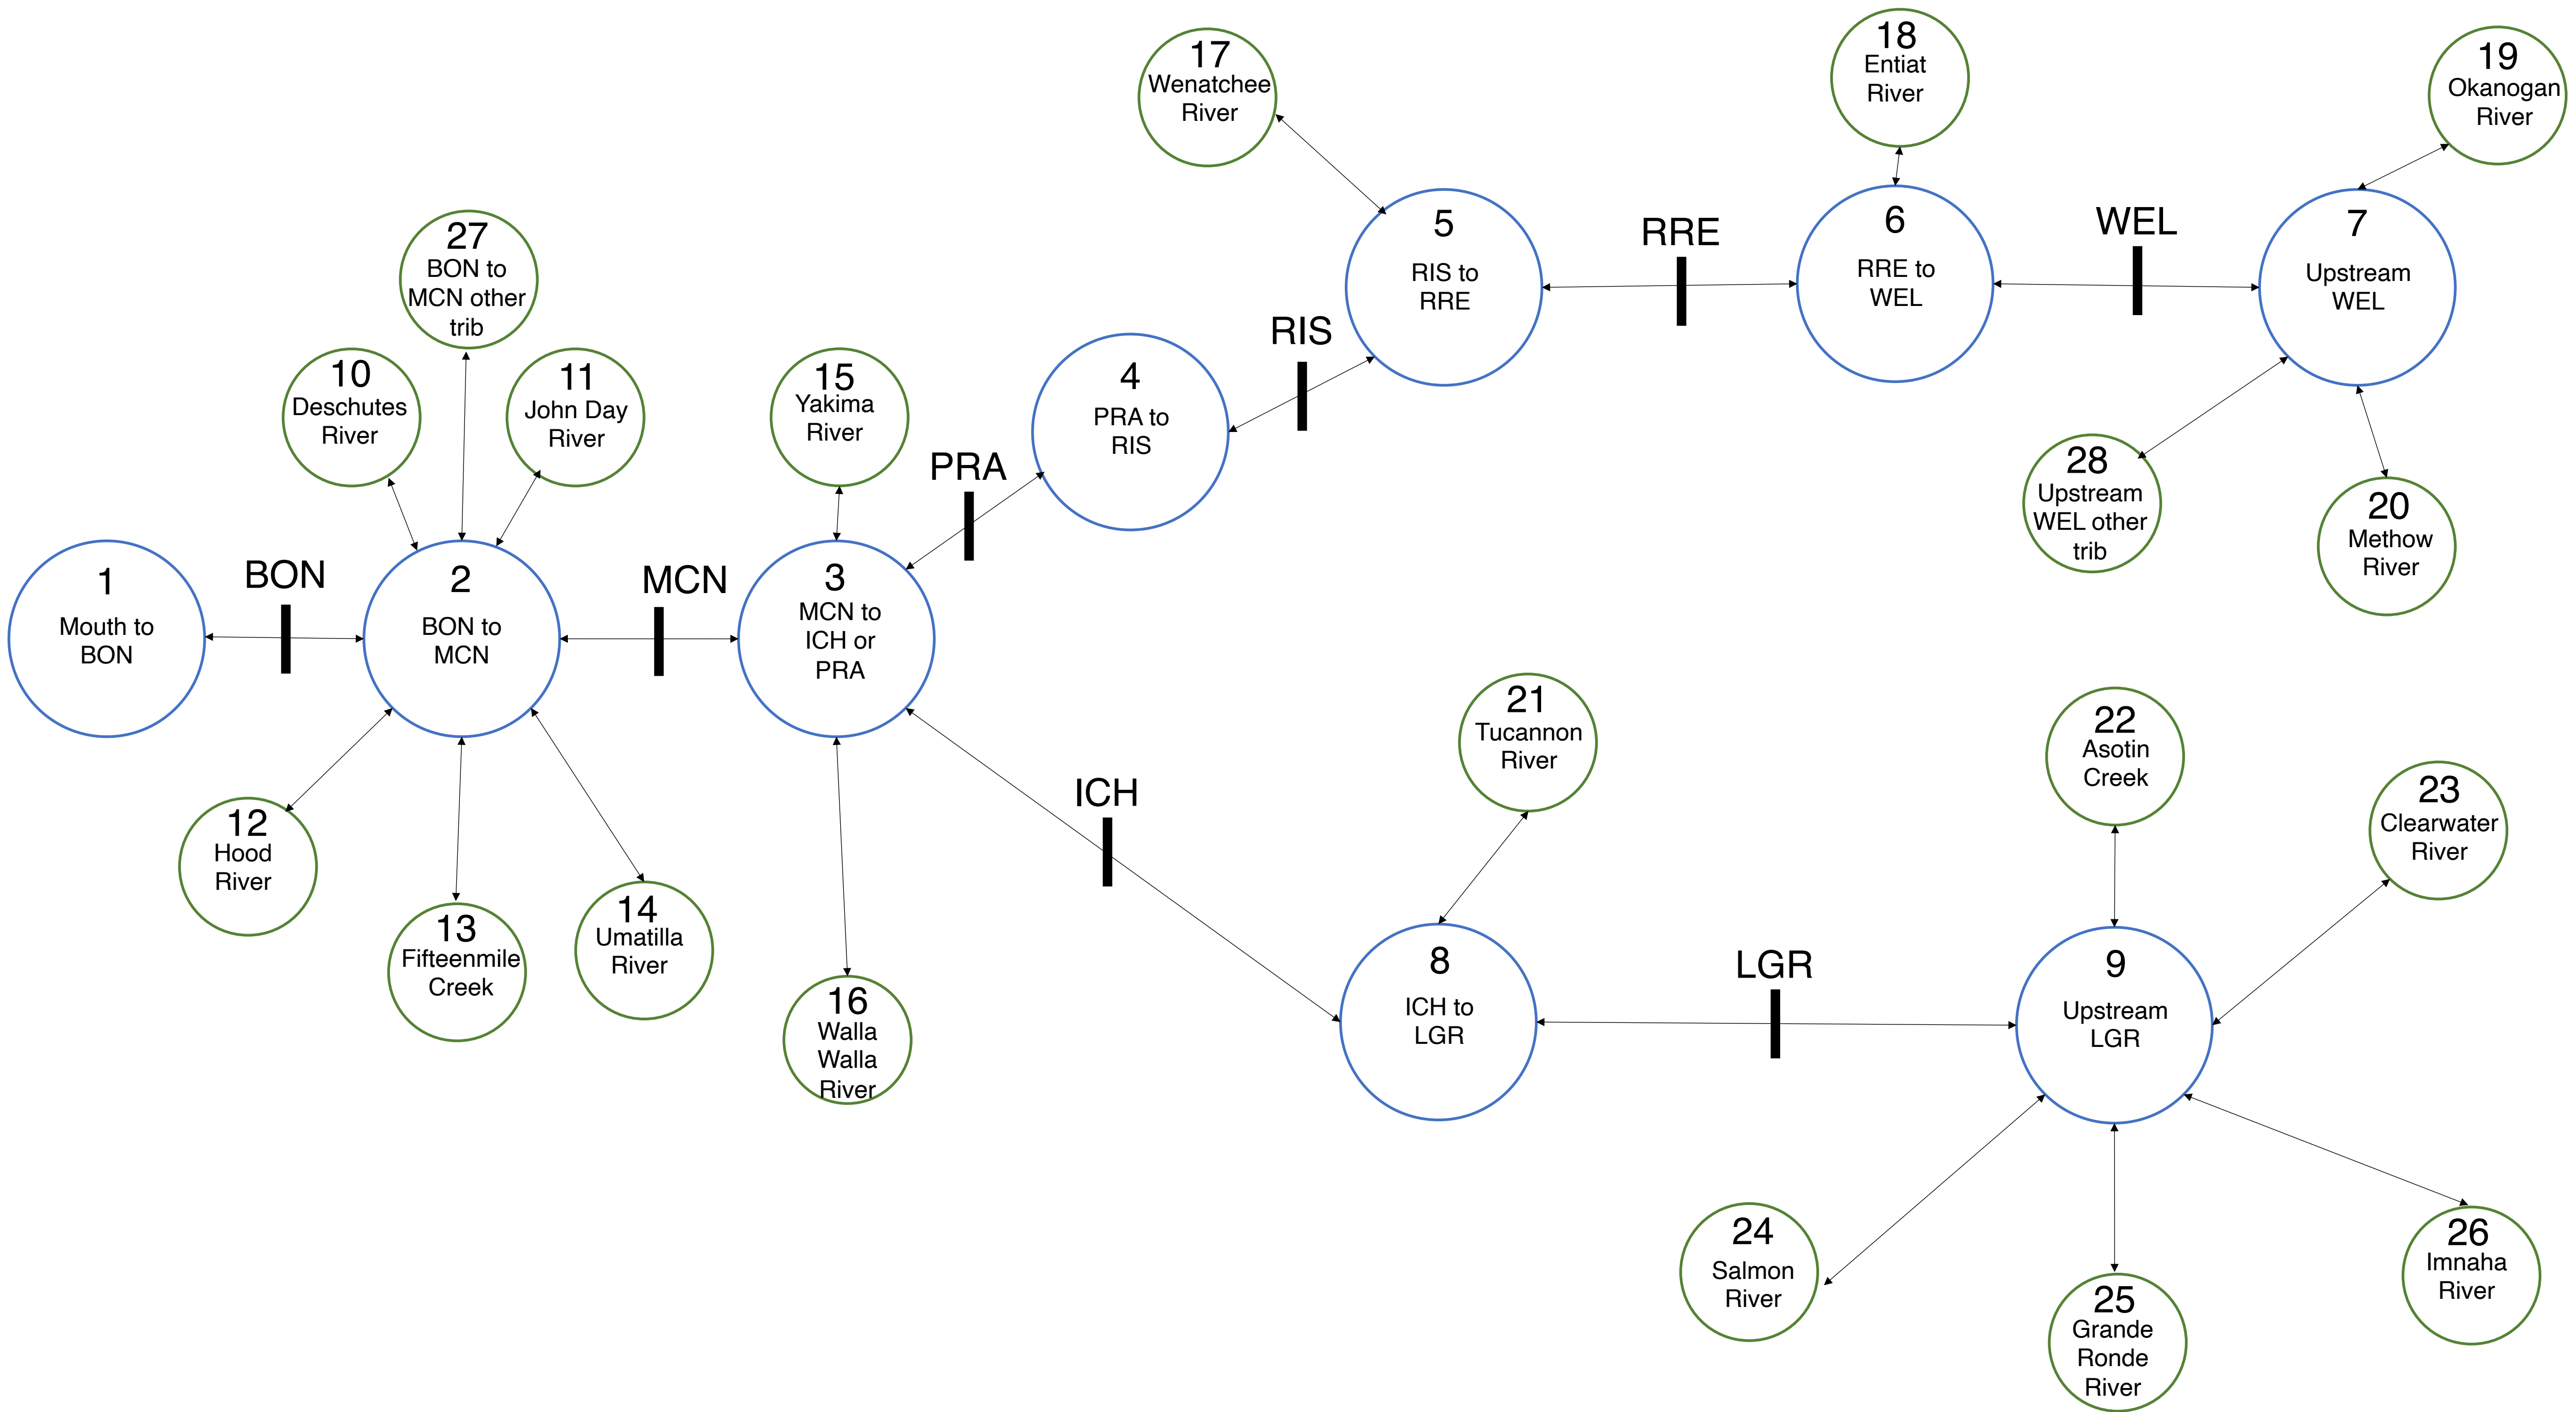 17
Wenatchee
River
18
Entiat
River
19
Okanogan
River
27
BON to
MCN other
trib
5
RIS to
RRE
RRE
6
RRE to
WEL
WEL
7
Upstream
WEL
10
Deschutes
River
11
John Day
River
15
Yakima
River
4
PRA to
RIS
RIS
PRA
28
Upstream
WEL other
trib
20
Methow
River
1
Mouth to
BON
BON
2
BON to
MCN
MCN
3
MCN to
ICH or
PRA
21
Tucannon
River
22
Asotin
Creek
23
Clearwater
River
ICH
12
Hood
River
13
Fifteenmile
Creek
14
Umatilla
River
16
Walla
Walla
River
8
ICH to
LGR
LGR
9
Upstream
LGR
24
Salmon
River
25
Grande
Ronde
River
26
Imnaha
River